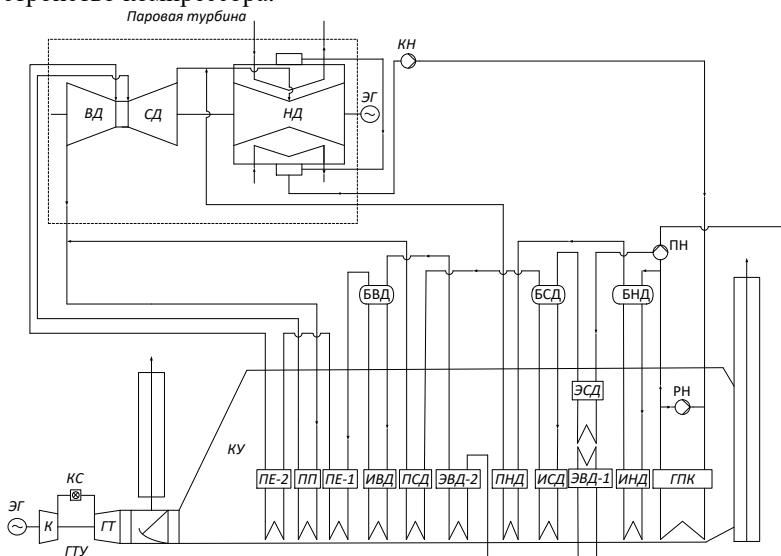 Паровая турбина
КН
ВД
СД
НД
ЭГ
ПН
БВД
БСД
БНД
ЭСД
РН
КУ
ПЕ-2
ПП
ПЕ-1
ИВД
ПСД
ЭВД-2
ПНД
ИСД
ЭВД-1
ИНД
ГПК
КС
ЭГ
К
ГТ
ГТУ